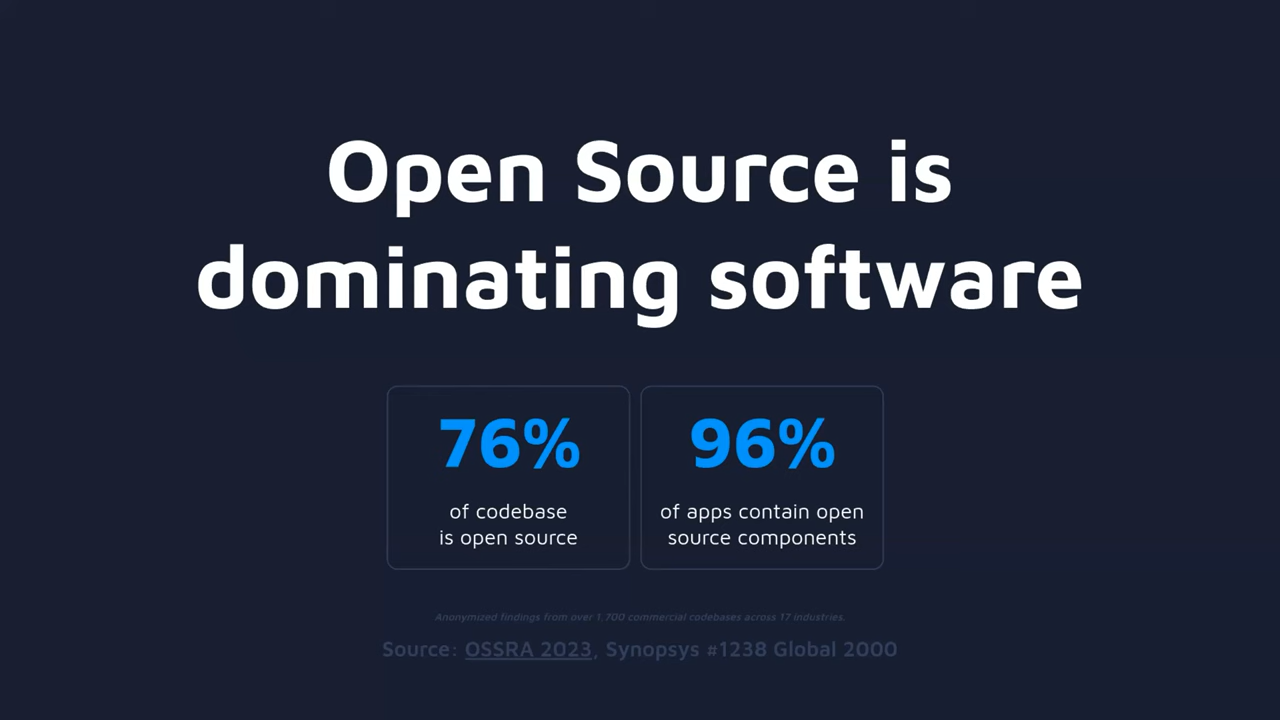 Open Source is
dominating software
76%
of codebase
is open source
96%
of apps contain open
source components
Anonymized findings from over 1,700 commercial codebases across 17 industries.
Source: OSSRA 2023, Synopsys #1238 Global 2000